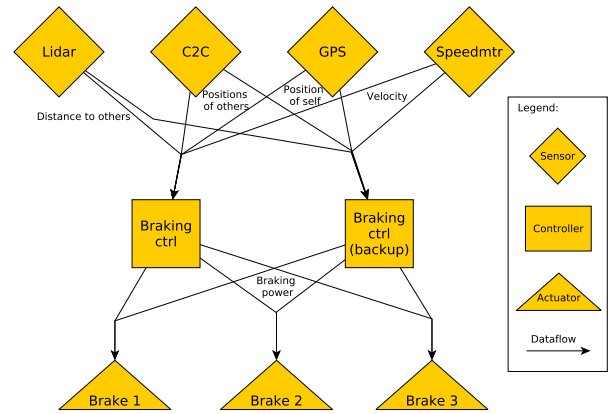 Lidar
C2C
GPS
Speedmtr
Positions
of others
Position
of self
Velocity
Distance to others
Legend:
Sensor
Controller
Actuator
Dataflow
Braking
ctrl
Braking
ctrl
(backup)
Braking
power
Brake 1
Brake 2
Brake 3